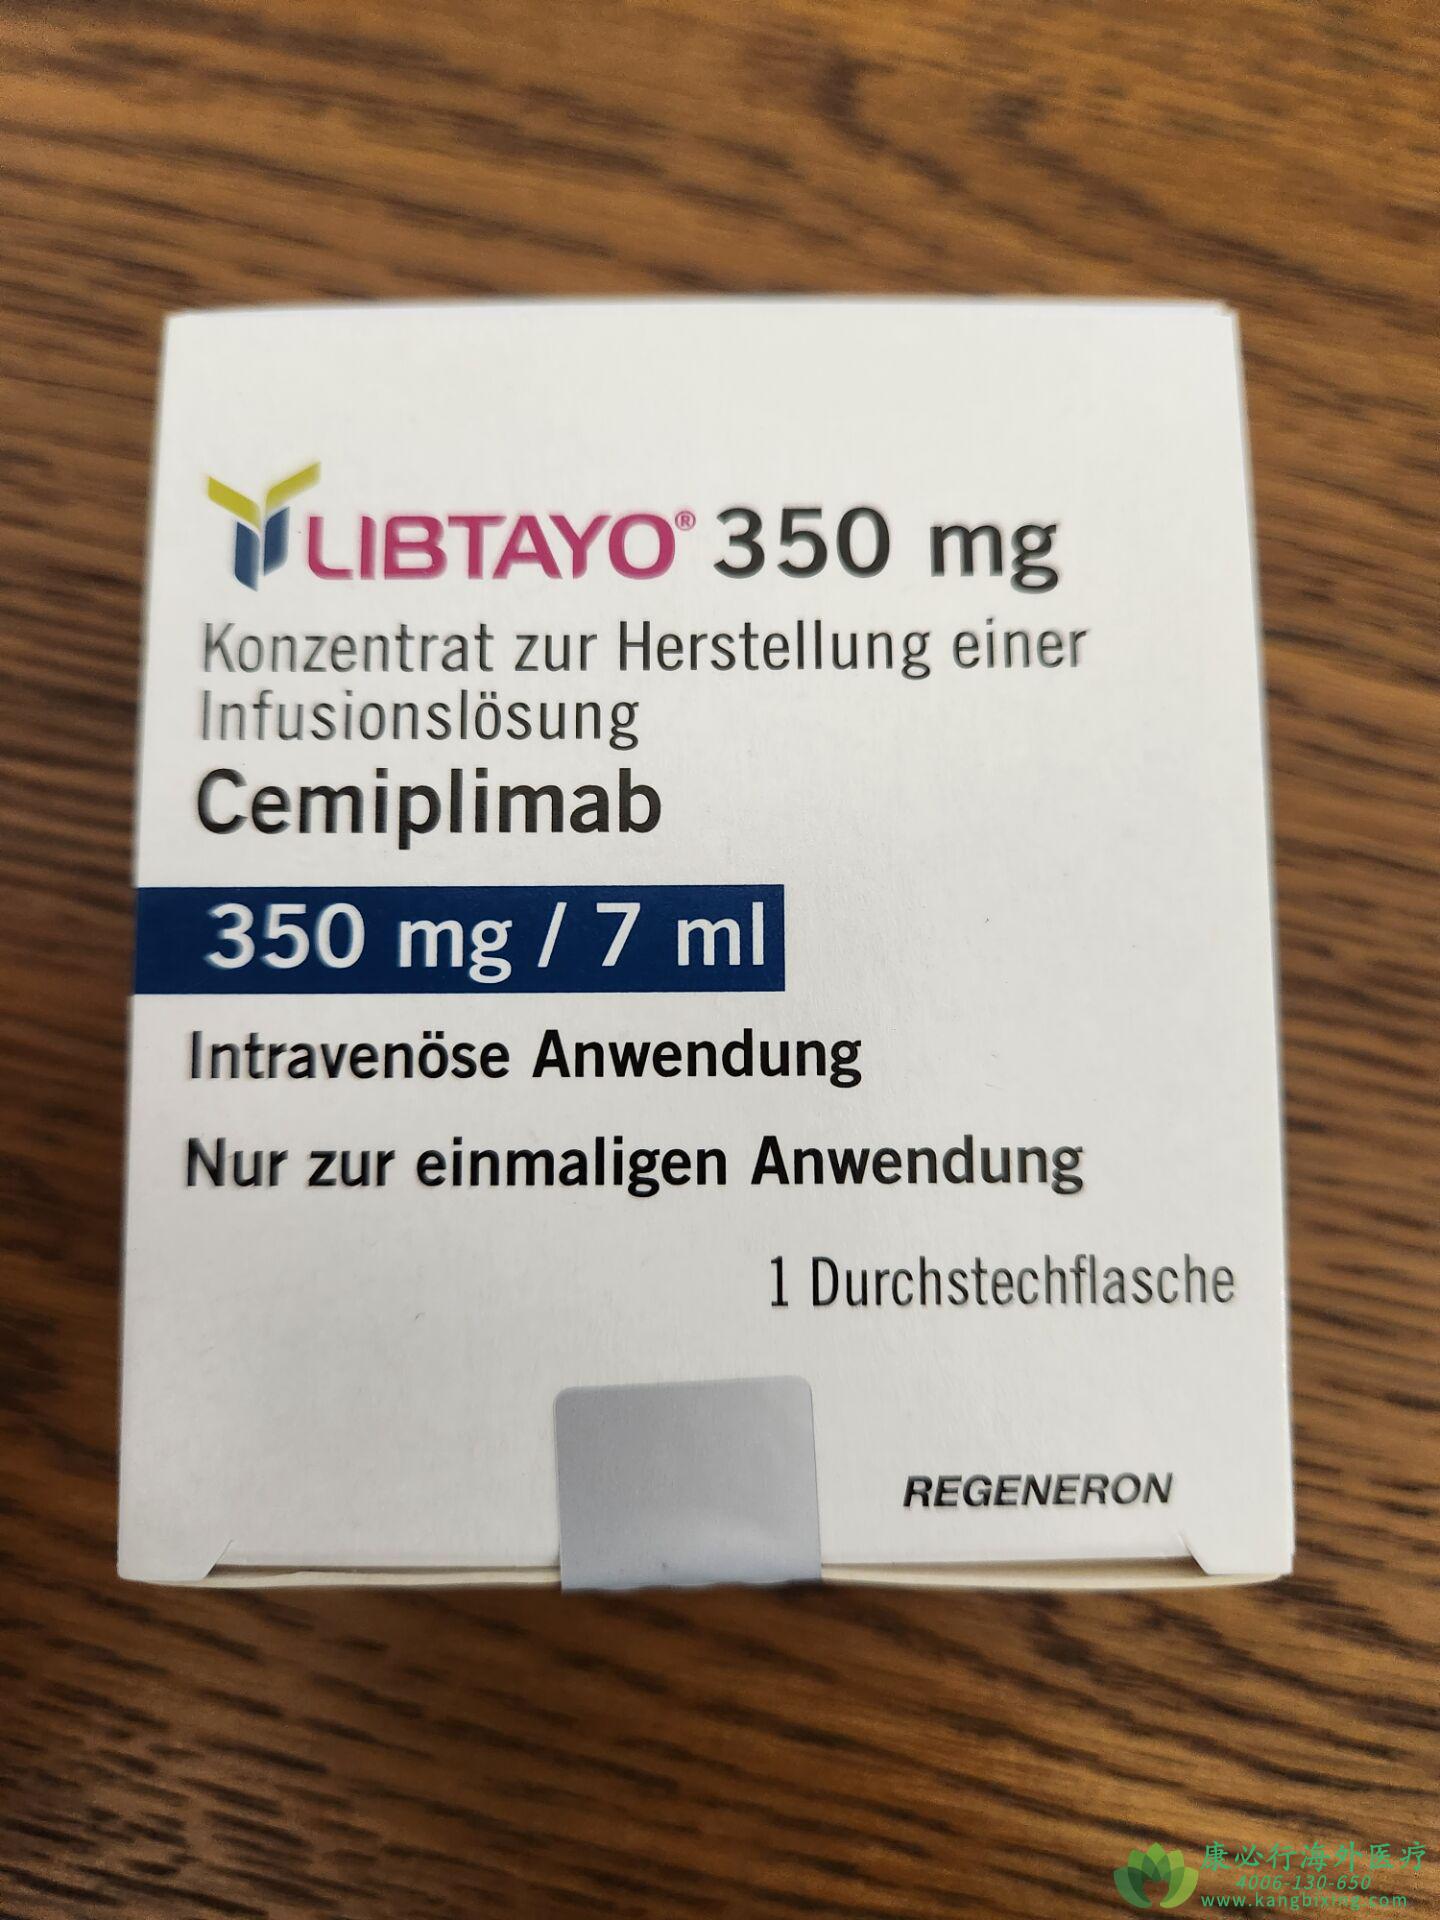 LIBTAYO® 350 mg
Konzentrat zur Herstellung einer
Infusionslösung
Cemiplimab
350 mg / 7 ml
Intravenöse Anwendung
Nur zur einmaligen Anwendung
1 Durchstechflasche
REGENERON
康必行海外医疗
4006-130-650
www.kangbixing.com